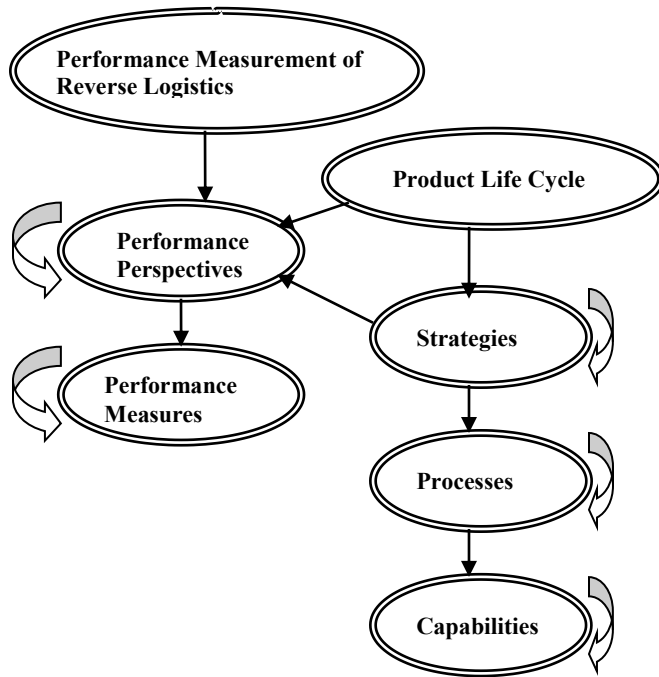 Performance Measurement of
Reverse Logistics
Product Life Cycle
Performance
Perspectives
Strategies
Performance
Measures
Processes
Capabilities